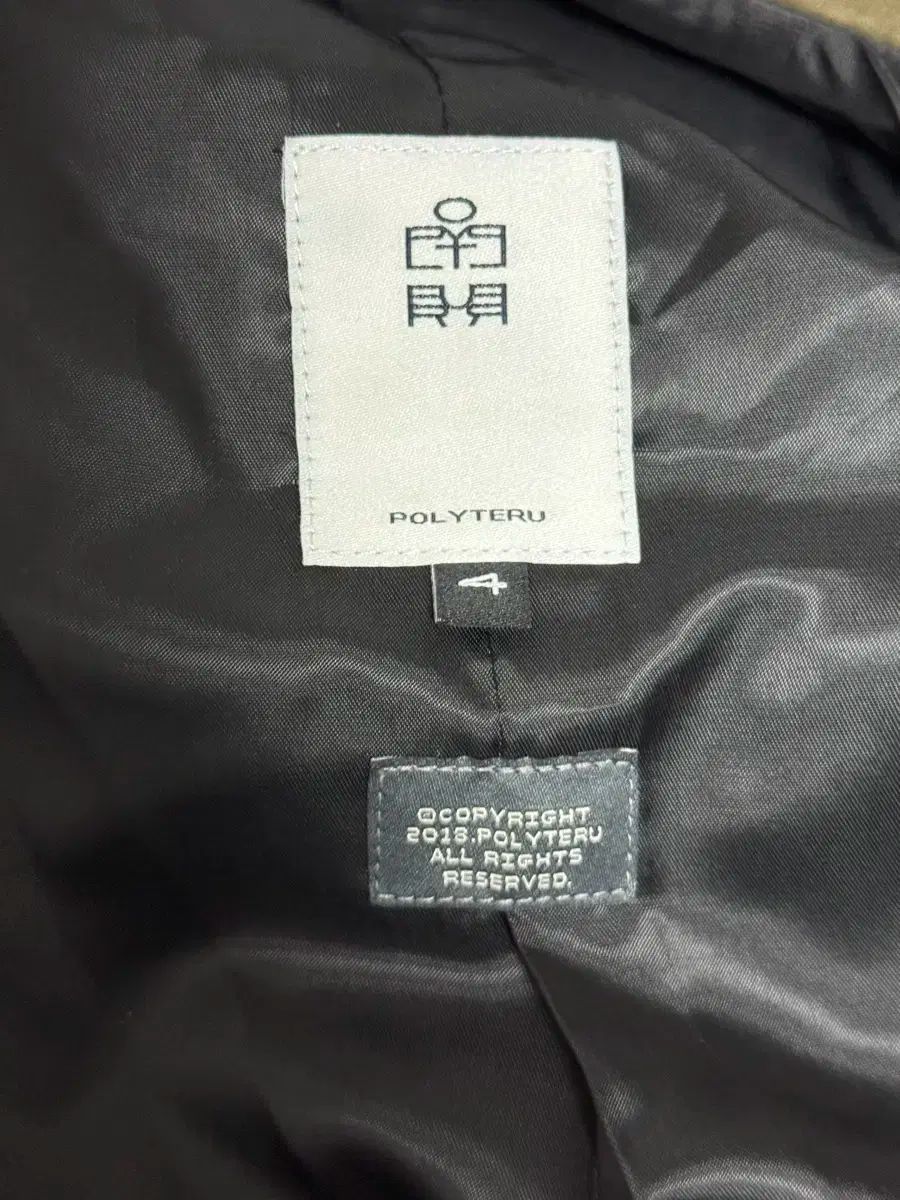 POLYTERU
4
©COPYRIGHT
2018.POLYTERU
ALL RIGHTS
RESERVED.